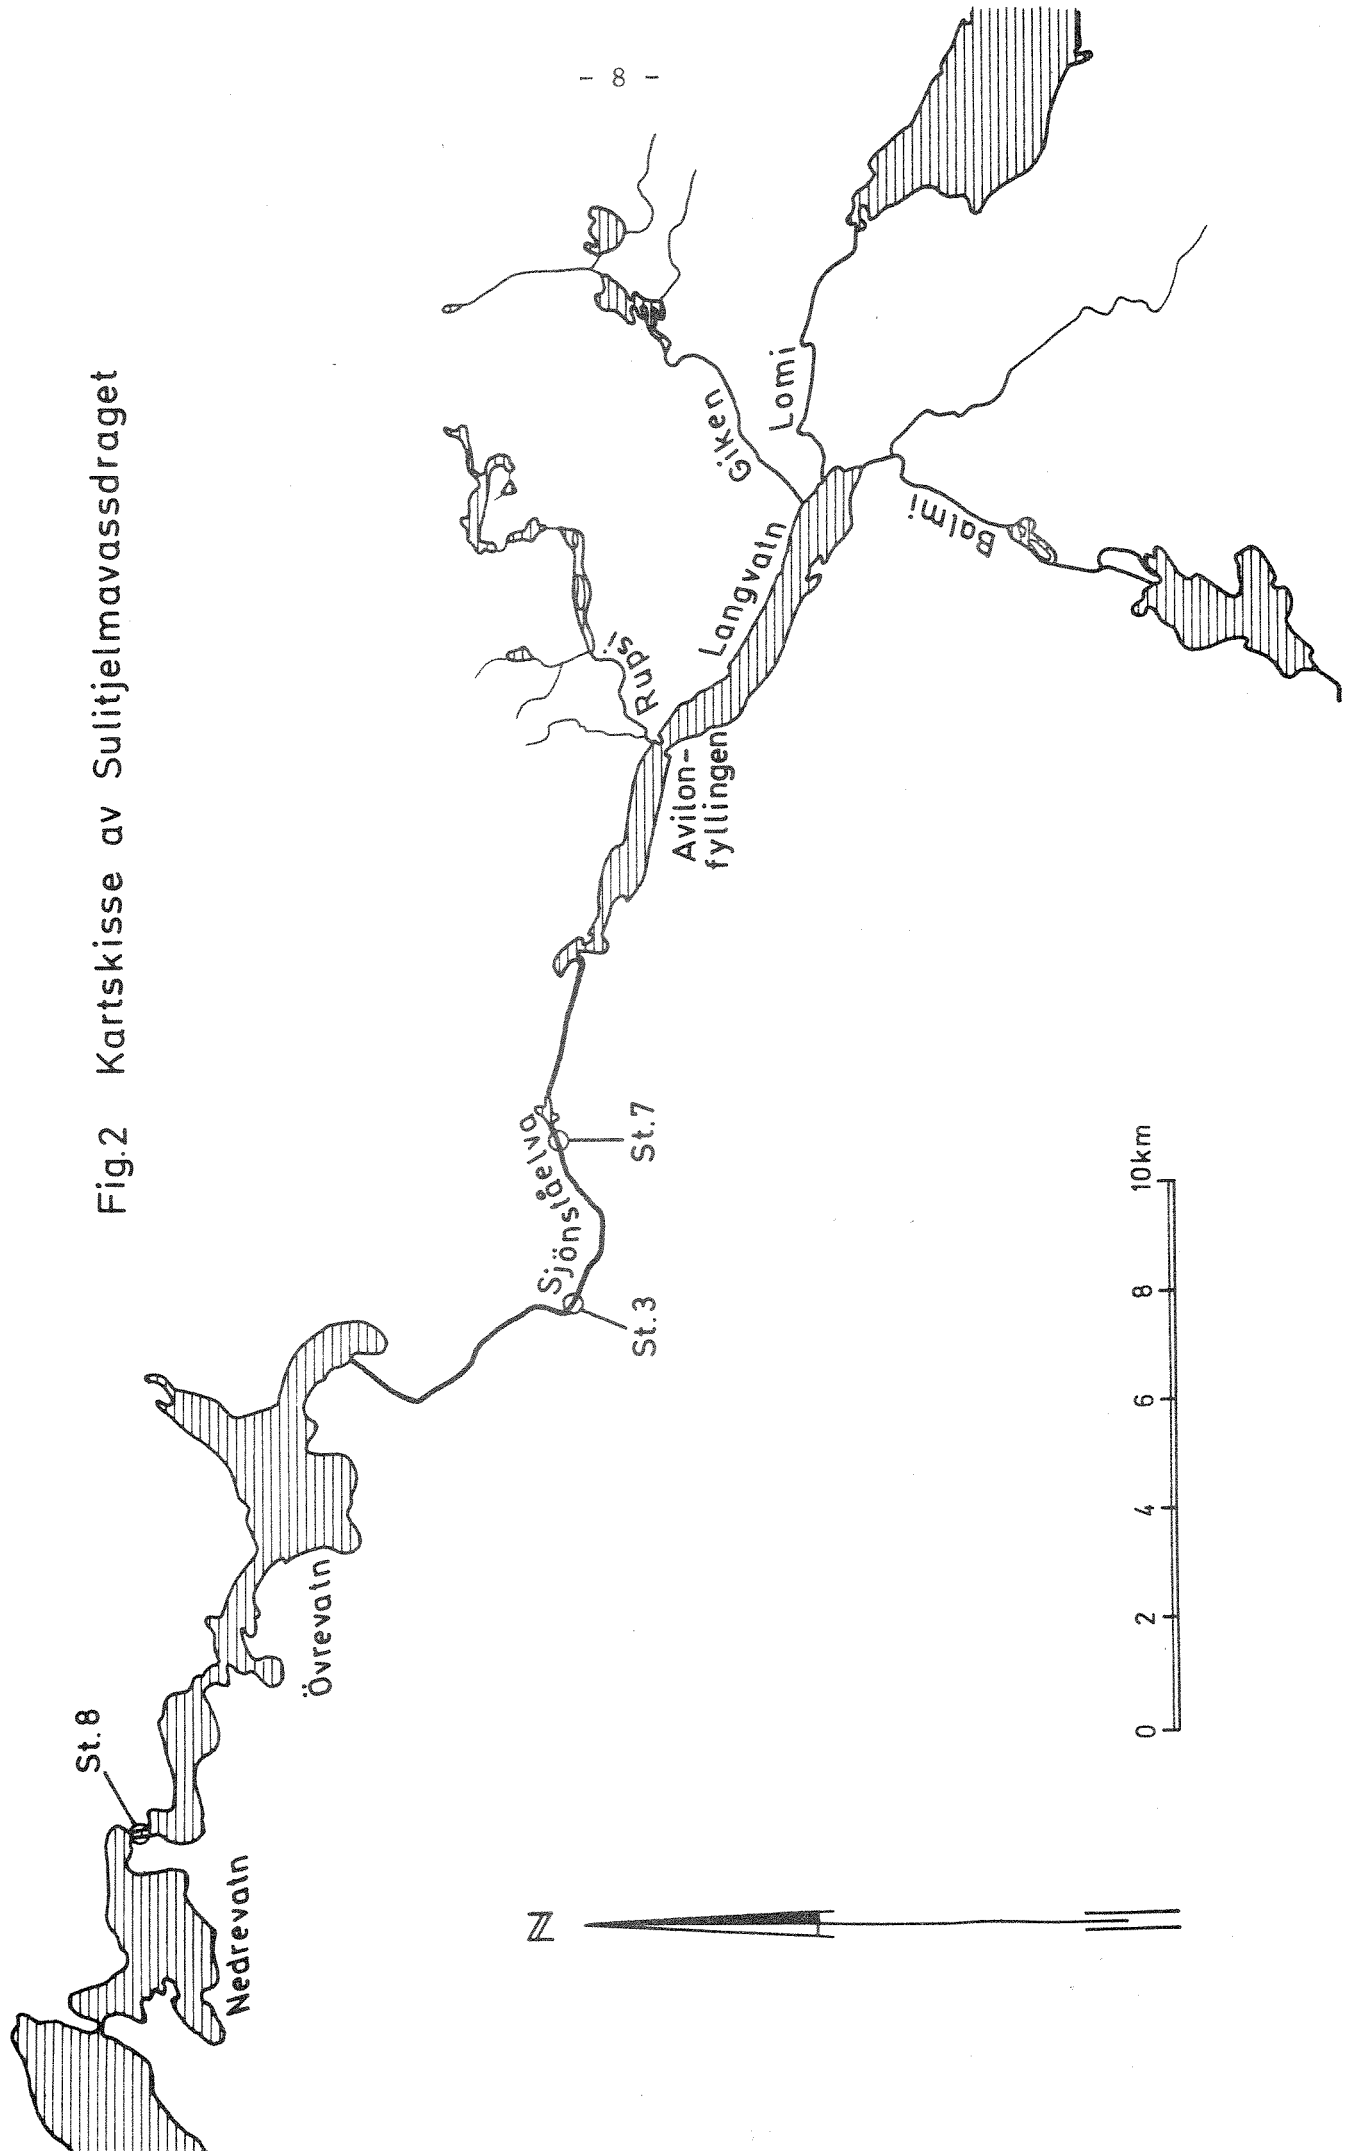 - 8 -
Fig.2 Kartskisse av Sulitjelmavassdraget
St.8
Nedrevatn
Övrevatn
Sjönståelva
St.3
St.7
Avilon-
fyllingen
Rupsi
Langvatn
Giken
Lomi
Balmi
N
0 2 4 6 8 10km